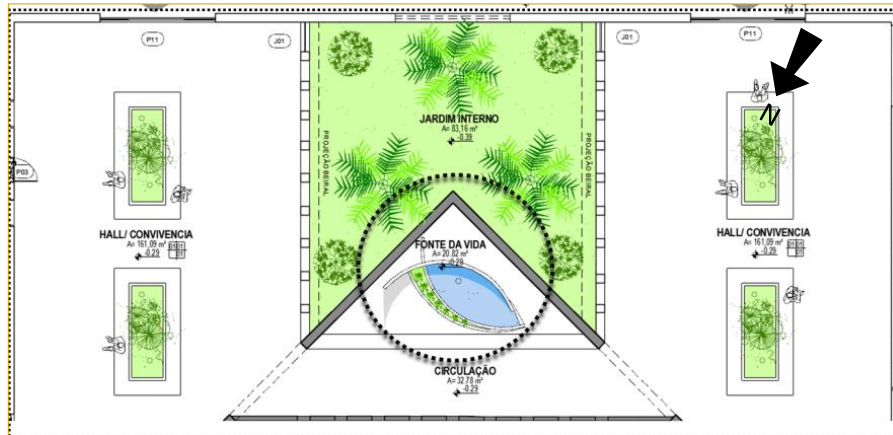 P11
J01
J01
P11
N
JARDIM INTERNO
A= 83,16 m²
-0.39
PROJEÇÃO BEIRAL
PROJEÇÃO BEIRAL
P03
HALL/ CONVIVENCIA
A= 161,09 m²
-0.29
FONTE DA VIDA
A= 20.82 m²
-0.29
HALL/ CONVIVENCIA
A= 161,09 m²
-0.29
CIRCULAÇÃO
A= 32.78 m²
-0.29